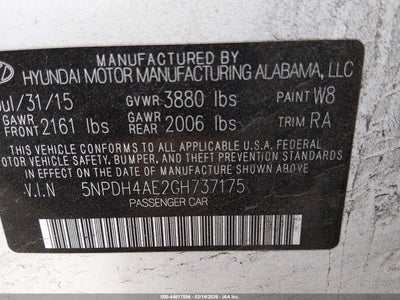 MANUFACTURED BY
HYUNDAI MOTOR MANUFACTURING ALABAMA, LLC
Jul/31/15 GVWR 3880 lbs PAINT W8
GAWR FRONT 2161 lbs GAWR REAR 2006 lbs TRIM RA
THIS VEHICLE CONFORMS TO ALL APPLICABLE U.S.A FEDERAL
MOTOR VEHICLE SAFETY, BUMPER, AND THEFT PREVENTION
STANDARDS IN EFFECT ON THE DATE OF MANUFACTURE
SHOWN ABOVE.
V.I.N 5NPDH4AE2GH737175
PASSENGER CAR